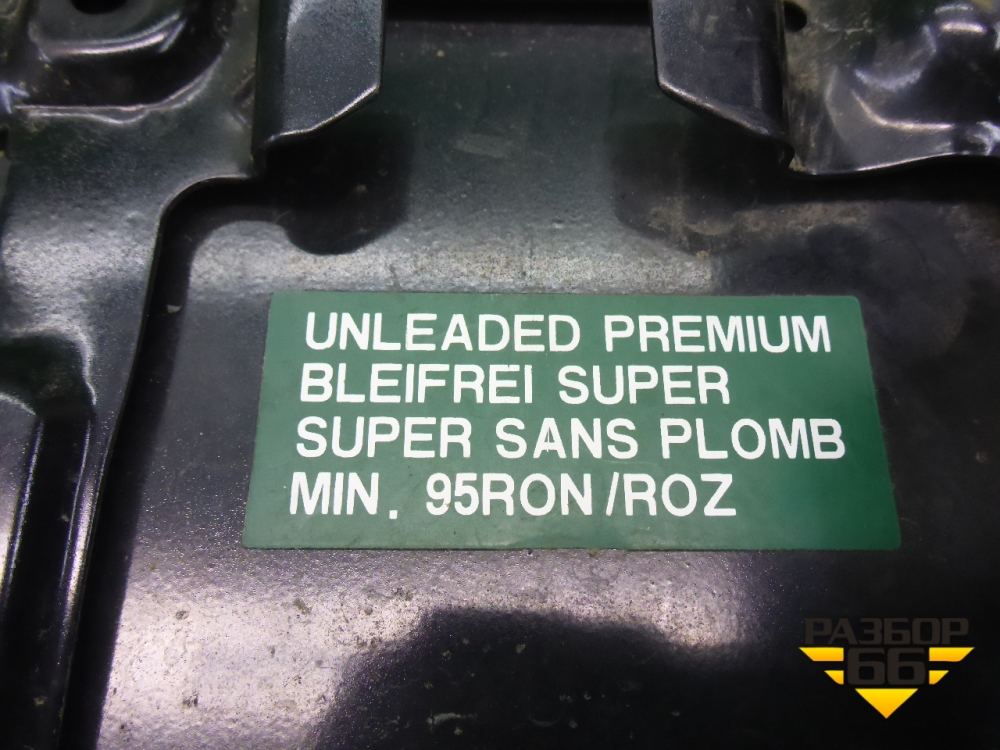 UNLEADED PREMIUM
BLEIFREI SUPER
SUPER SANS PLOMB
MIN. 95RON/ROZ
РАЗБОР
66